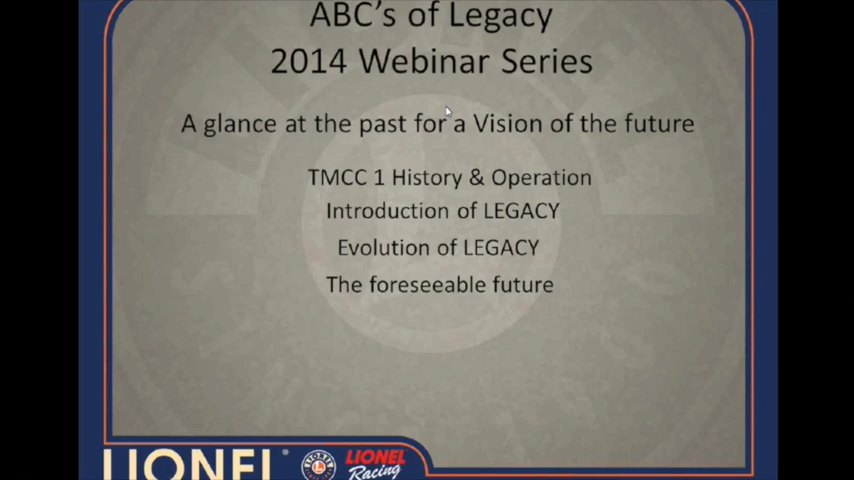 ABC's of Legacy
2014 Webinar Series
A glance at the past for a Vision of the future
TMCC 1 History & Operation
Introduction of LEGACY
Evolution of LEGACY
The foreseeable future
LIONEL®
LIONEL
Racing